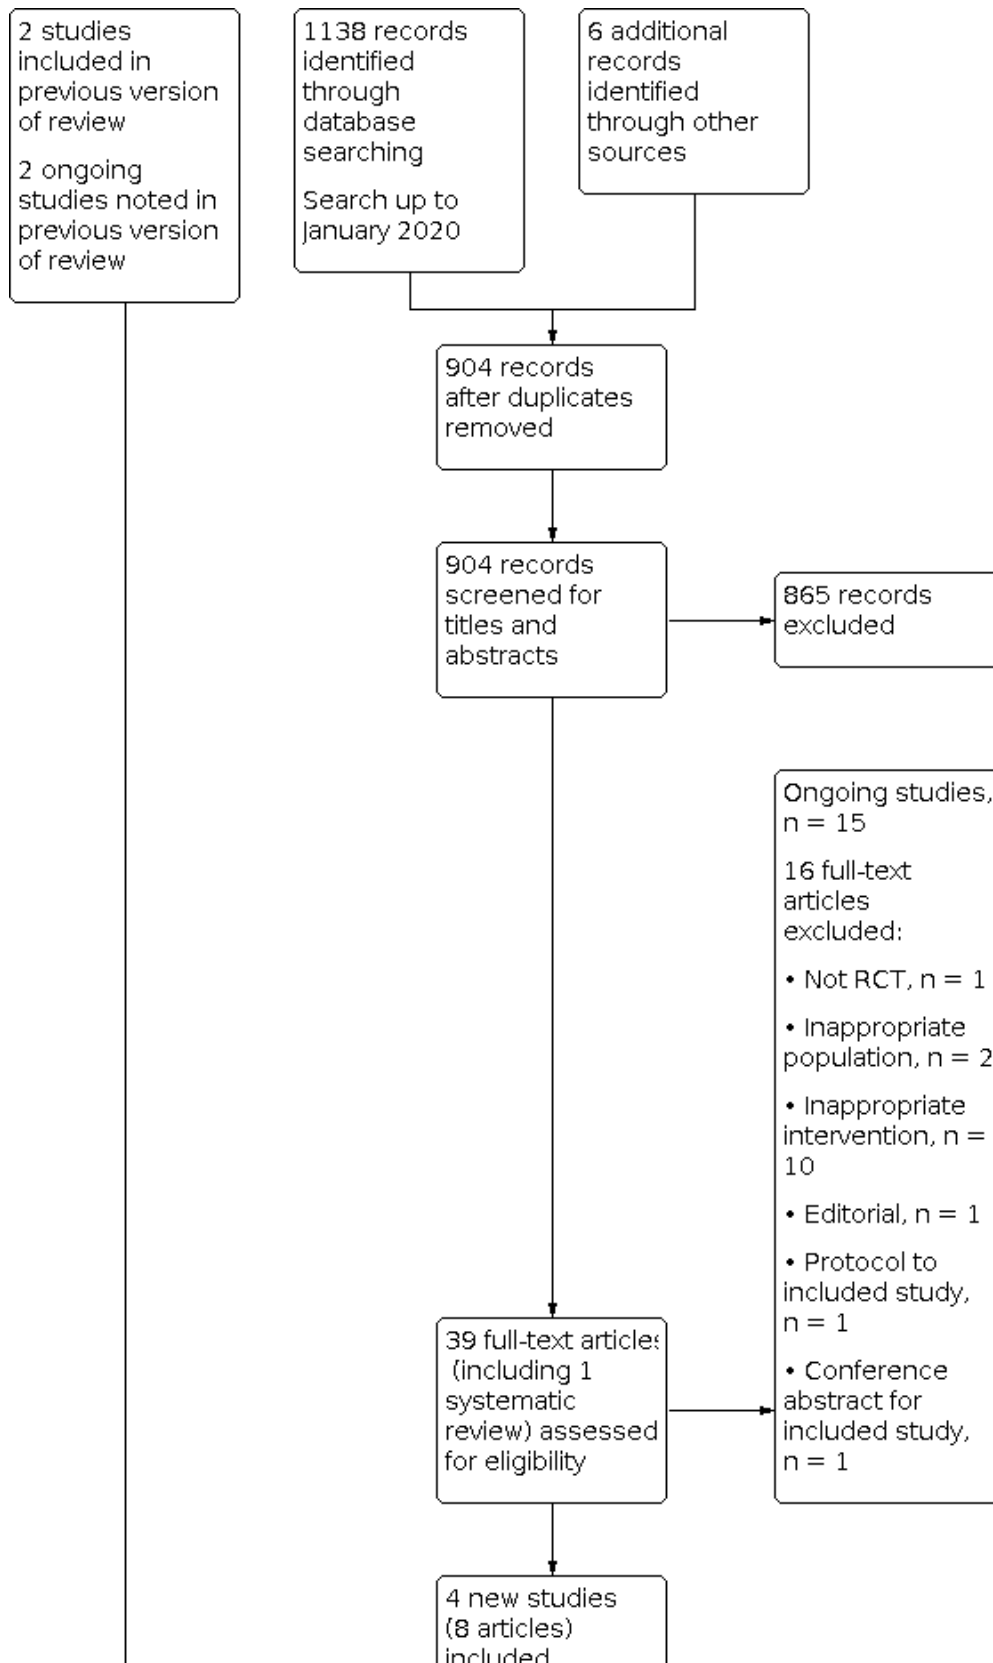 2 studies
included in
previous version
of review
2 ongoing
studies noted in
previous version
of review
1138 records
identified
through
database
searching
Search up to
January 2020
6 additional
records
identified
through other
sources
904 records
after duplicates
removed
904 records
screened for
titles and
abstracts
865 records
excluded
Ongoing studies,
n = 15
16 full-text
articles
excluded:
• Not RCT, n = 1
• Inappropriate
population, n = 2
• Inappropriate
intervention, n =
10
• Editorial, n = 1
• Protocol to
included study,
n = 1
• Conference
abstract for
included study,
n = 1
39 full-text articles
(including 1
systematic
review) assessed
for eligibility
4 new studies
(8 articles)
included